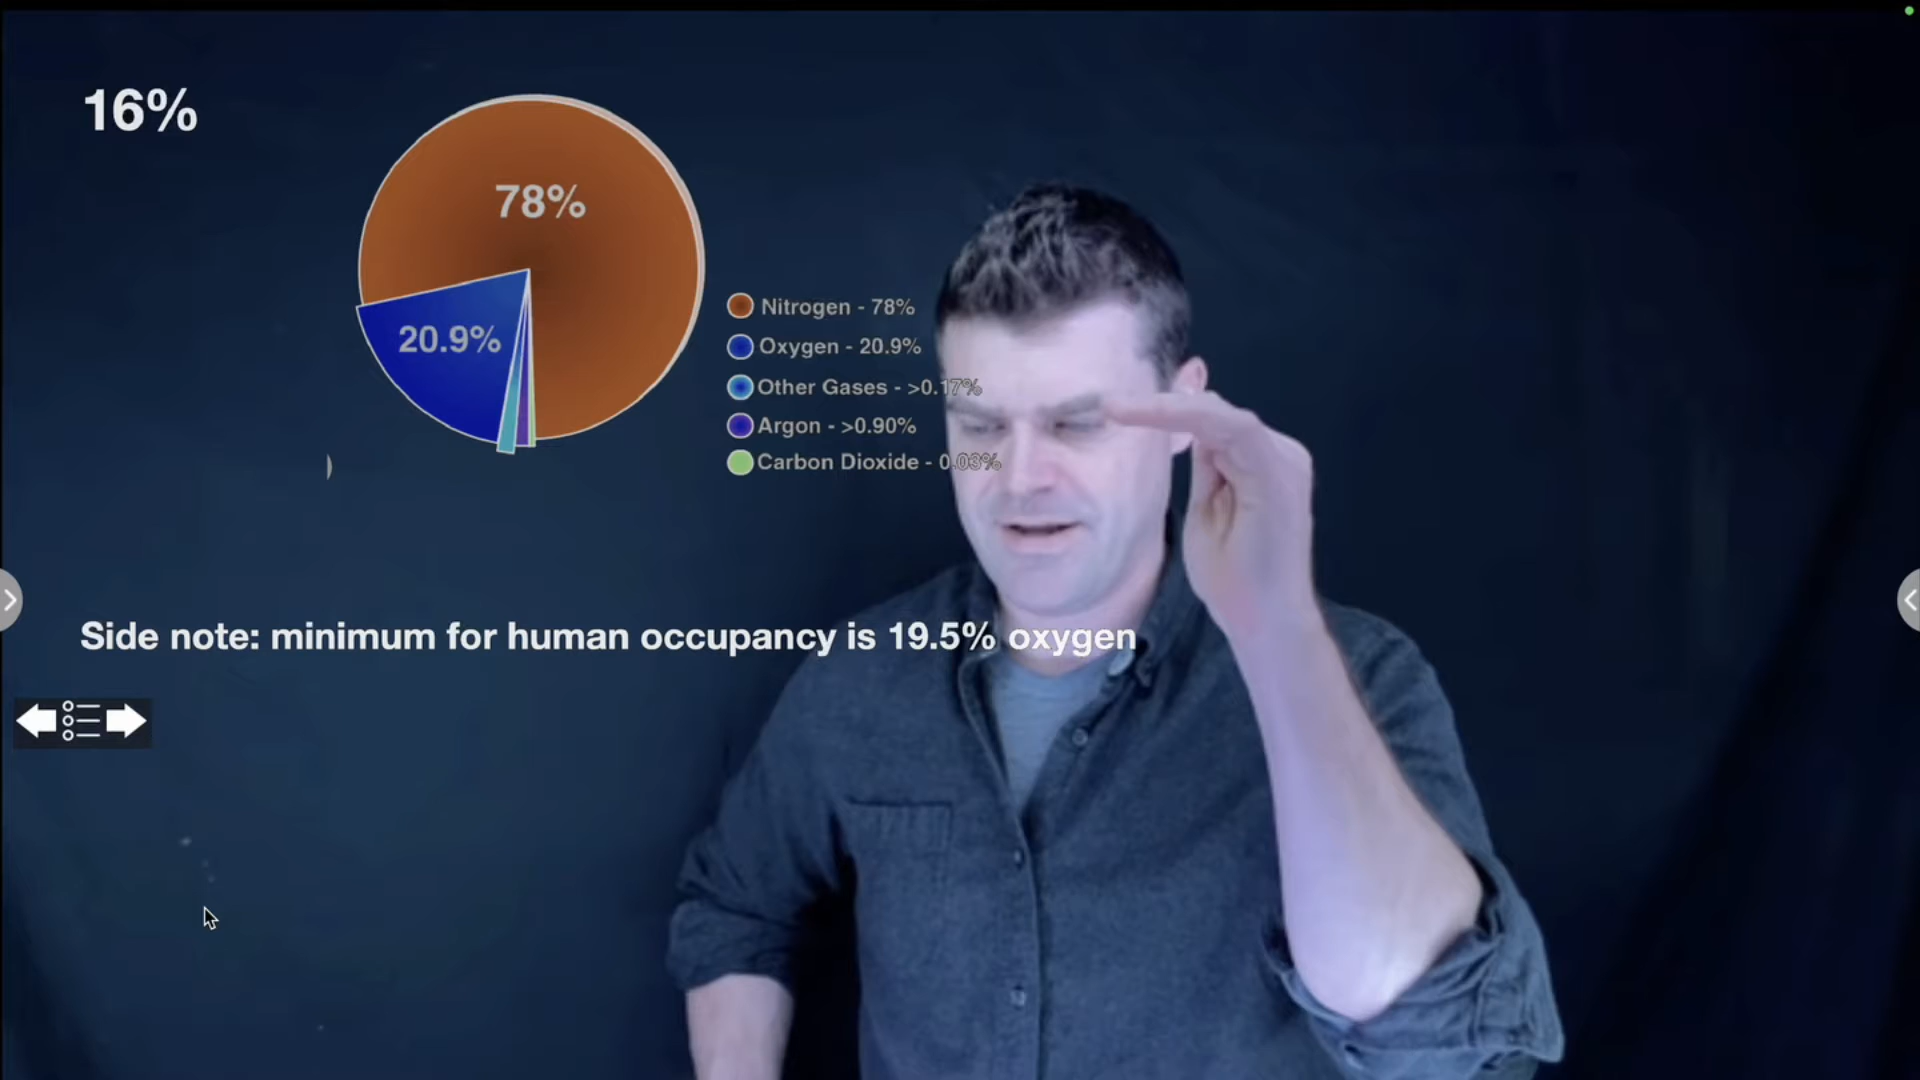 16%
78%
20.9%
Nitrogen - 78%
Oxygen - 20.9%
Other Gases - >0.17%
Argon - >0.90%
Carbon Dioxide - 0.03%
Side note: minimum for human occupancy is 19.5% oxygen